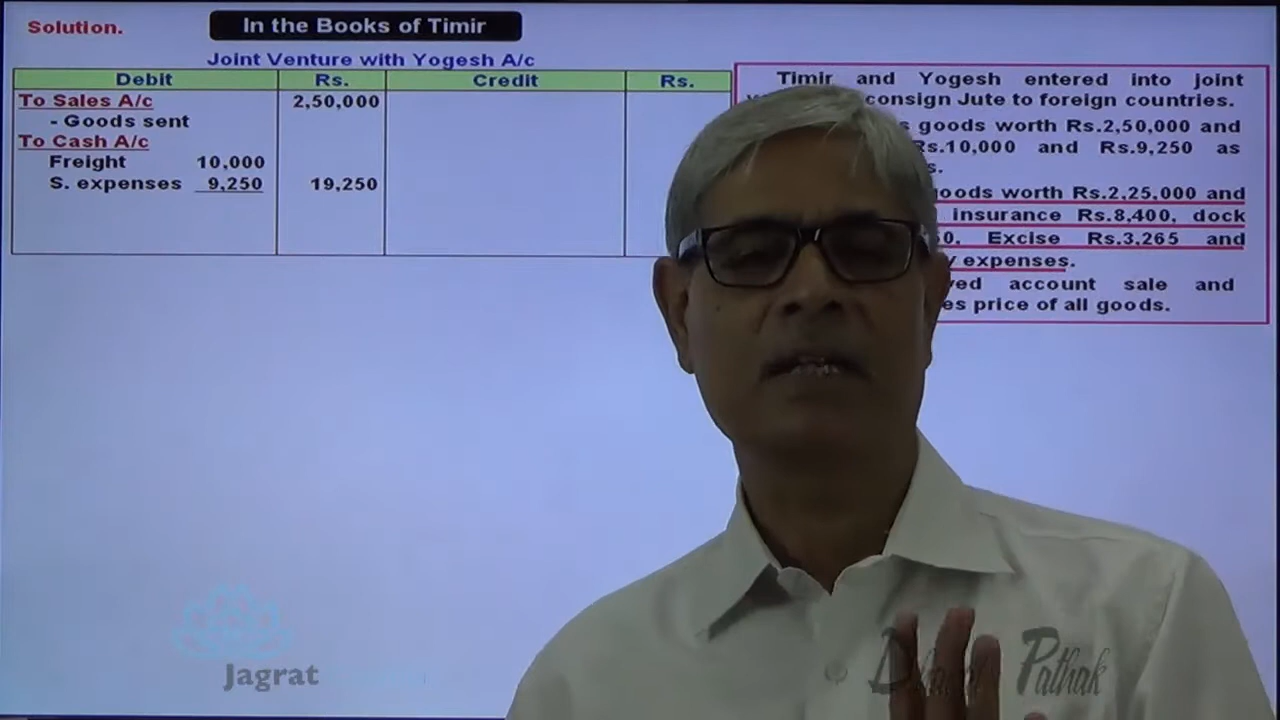 Solution.
In the Books of Timir
Joint Venture with Yogesh A/c
Debit Rs. Credit Rs.
To Sales A/c 2,50,000
- Goods sent
To Cash A/c
Freight 10,000
S. expenses 9,250 19,250
Timir and Yogesh entered into joint
consign Jute to foreign countries.
goods worth Rs.2,50,000 and
Rs.10,000 and Rs.9,250 as
goods worth Rs.2,25,000 and
insurance Rs.8,400, dock
Excise Rs.3,265 and
expenses.
account sale and
price of all goods.
Jagrat
Pathak